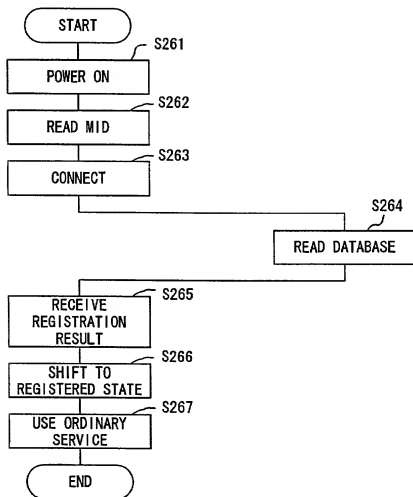 START
S261
POWER ON
S262
READ MID
S263
CONNECT
S264
READ DATABASE
S265
RECEIVE
REGISTRATION
RESULT
S266
SHIFT TO
REGISTERED STATE
S267
USE ORDINARY
SERVICE
END